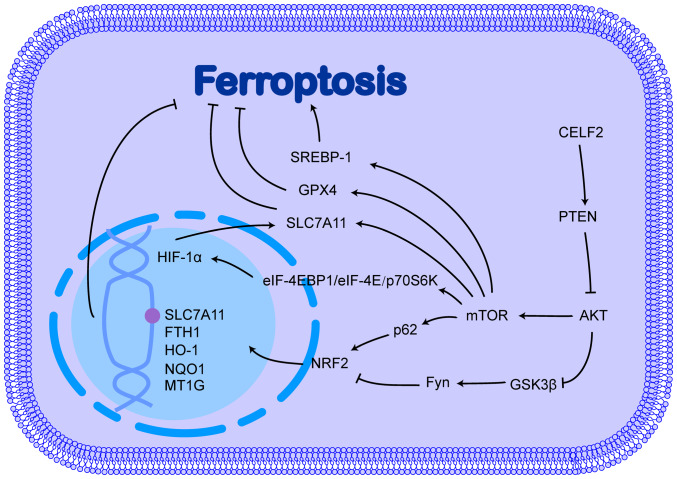 Ferroptosis
CELF2
SREBP-1
GPX4
PTEN
SLC7A11
HIF-1α
eIF-4EBP1/eIF-4E/p70S6K
SLC7A11
FTH1
HO-1
NQO1
MT1G
mTOR
AKT
p62
NRF2
Fyn
GSK3β